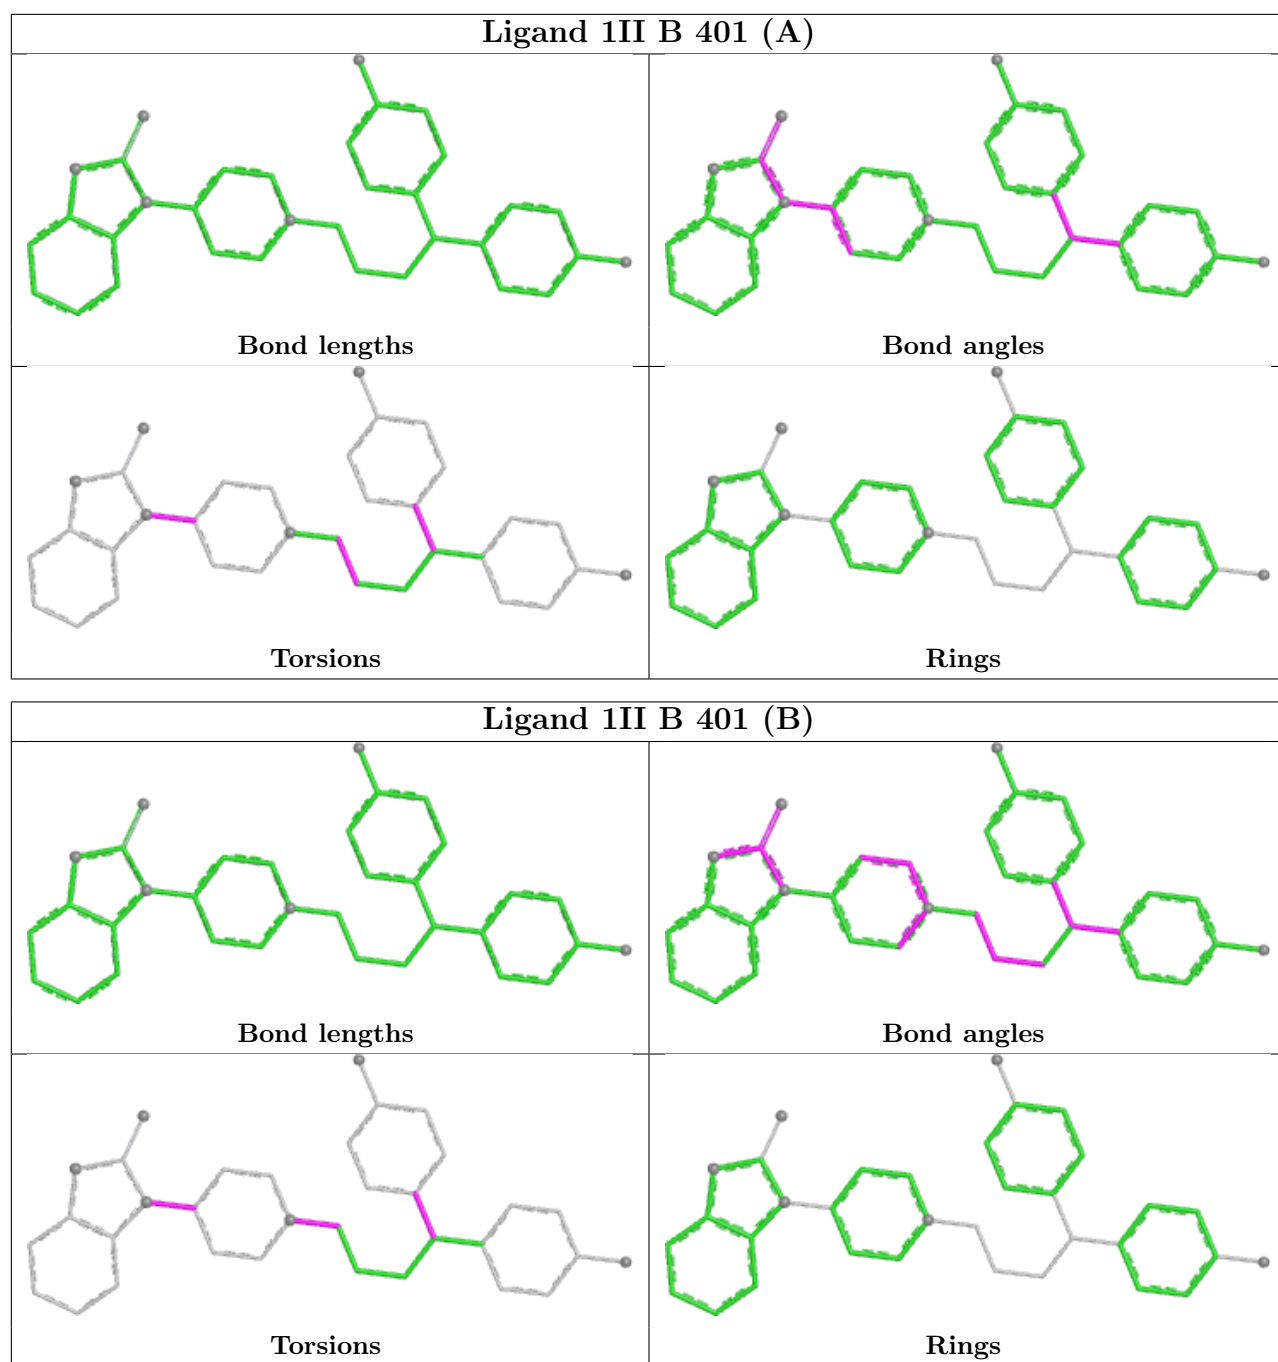 Ligand 1II B 401 (A)
Bond lengths
Bond angles
Torsions
Rings
Ligand 1II B 401 (B)
Bond lengths
Bond angles
Torsions
Rings